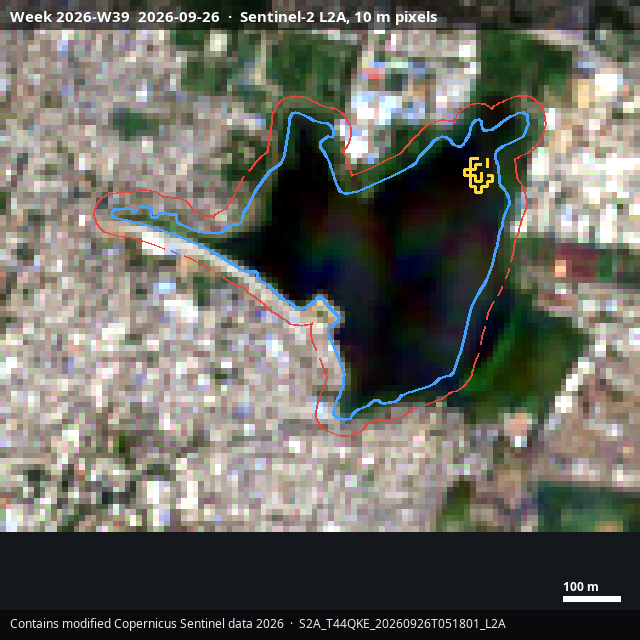 Week 2026-W39  2026-09-26  ·  Sentinel-2 L2A, 10 m pixels
100 m
Contains modified Copernicus Sentinel data 2026  ·  S2A_T44QKE_20260926T051801_L2A